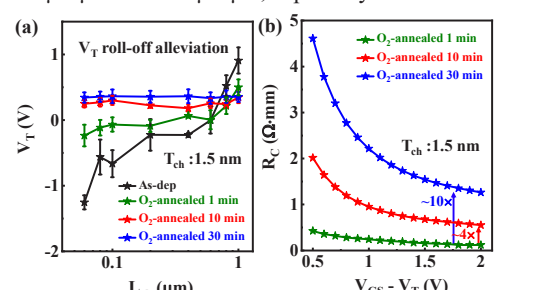 (a)
V_T roll-off alleviation
V_T (V)
1
0
-1
-2
T_ch :1.5 nm
As-dep
O₂-annealed 1 min
O₂-annealed 10 min
O₂-annealed 30 min
0.1
1
(μm)
(b)
R_C (Ω·mm)
5
4
3
2
1
0
O₂-annealed 1 min
O₂-annealed 10 min
O₂-annealed 30 min
T_ch :1.5 nm
~10×
~4×
0.5
1
1.5
2
V_GS - V_T (V)